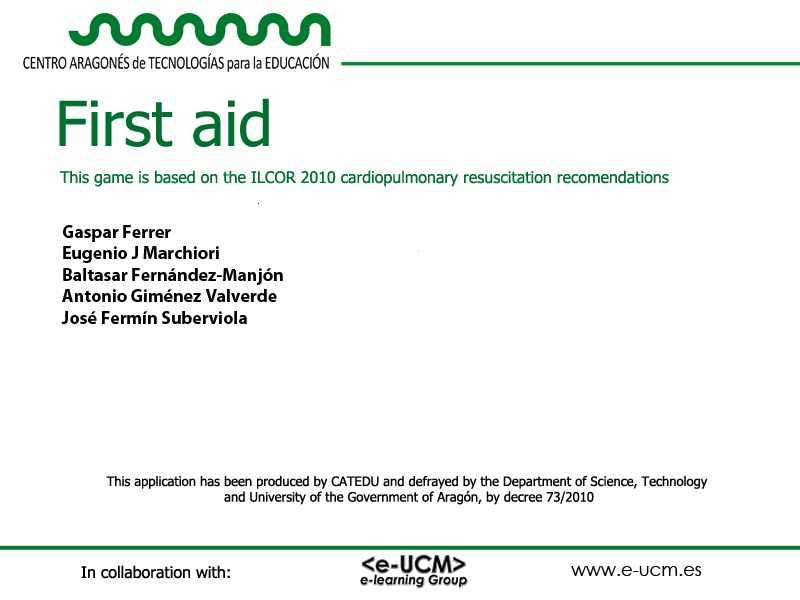 CENTRO ARAGONÉS de TECNOLOGÍAS para la EDUCACIÓN
First aid
This game is based on the ILCOR 2010 cardiopulmonary resuscitation recomendations
Gaspar Ferrer
Eugenio J Marchiori
Baltasar Fernández-Manjón
Antonio Giménez Valverde
José Fermín Suberviola
This application has been produced by CATEDU and defrayed by the Department of Science, Technology
and University of the Government of Aragón, by decree 73/2010
In collaboration with:
<e-UCM>
e-learning Group
www.e-ucm.es